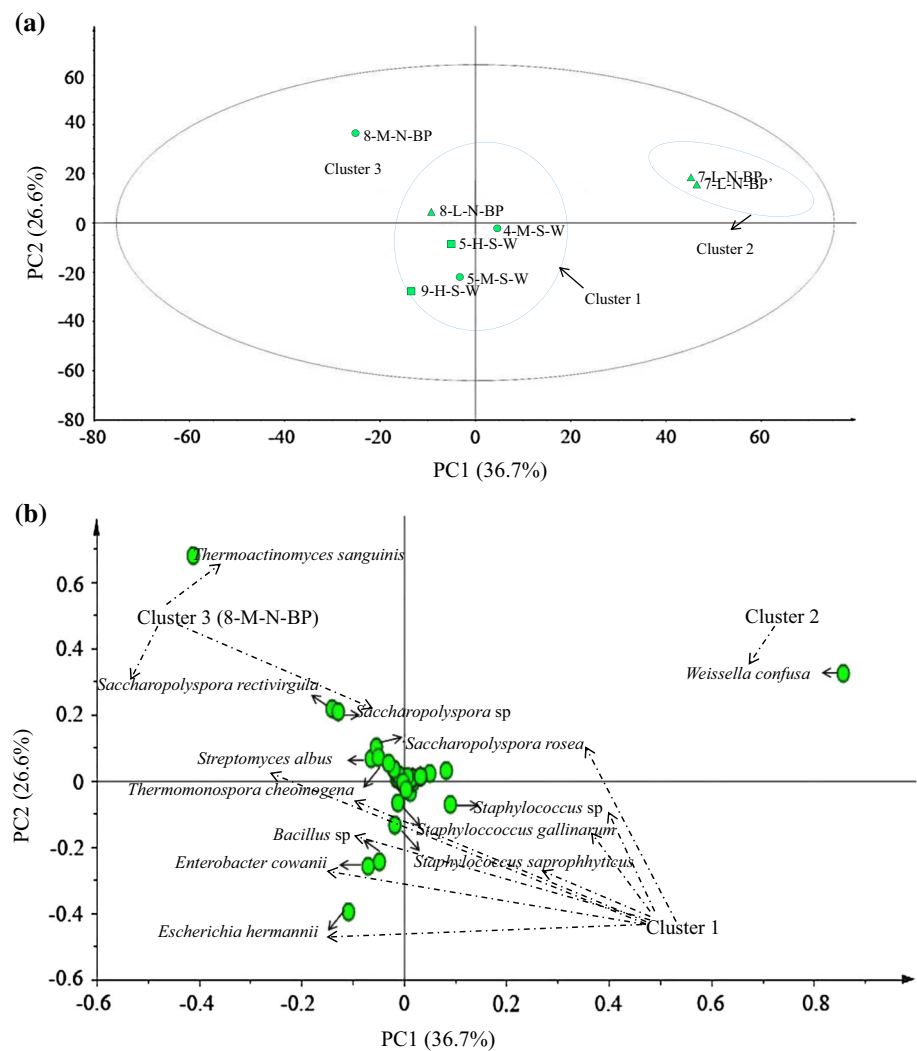 (a)
60
40
20
0
-20
-40
-60
-80
PC2 (26.6%)
8-M-N-BP
Cluster 3
7-L-N-BP ,
7-L-N-BP'
8-L-N-BP
4-M-S-W
5-H-S-W
Cluster 2
5-M-S-W
9-H-S-W
Cluster 1
-80 -60 -40 -20 0 20 40 60
PC1 (36.7%)
(b)
0.6
0.4
0.2
0
-0.2
-0.4
-0.6
PC2 (26.6%)
Thermoactinomyces sanguinis
Cluster 3 (8-M-N-BP)
Cluster 2
Weissella confusa
Saccharopolyspora rectivirgula
Saccharopolyspora sp
Saccharopolyspora rosea
Streptomyces albus
Thermomonospora cheomogena
Staphylococcus sp
Staphyloccoccus gallinarum
Bacillus sp
Enterobacter cowanii
Staphylococcus saprophhyticus
Escherichia hermannii
Cluster 1
-0.6 -0.4 -0.2 0 0.2 0.4 0.6 0.8
PC1 (36.7%)